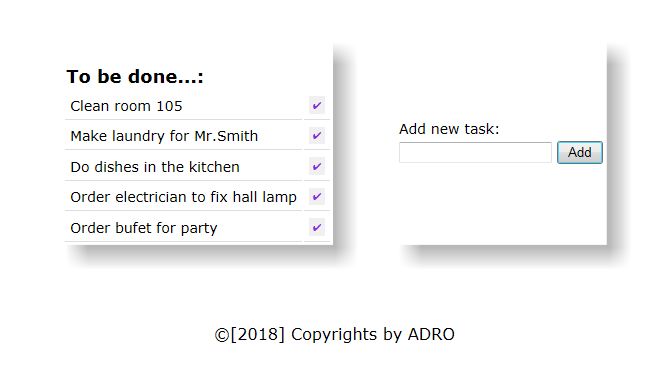 To be done...:
Clean room 105 ✔
Make laundry for Mr.Smith ✔
Do dishes in the kitchen ✔
Order electrician to fix hall lamp ✔
Order bufet for party ✔
Add new task:
Add
©[2018] Copyrights by ADRO